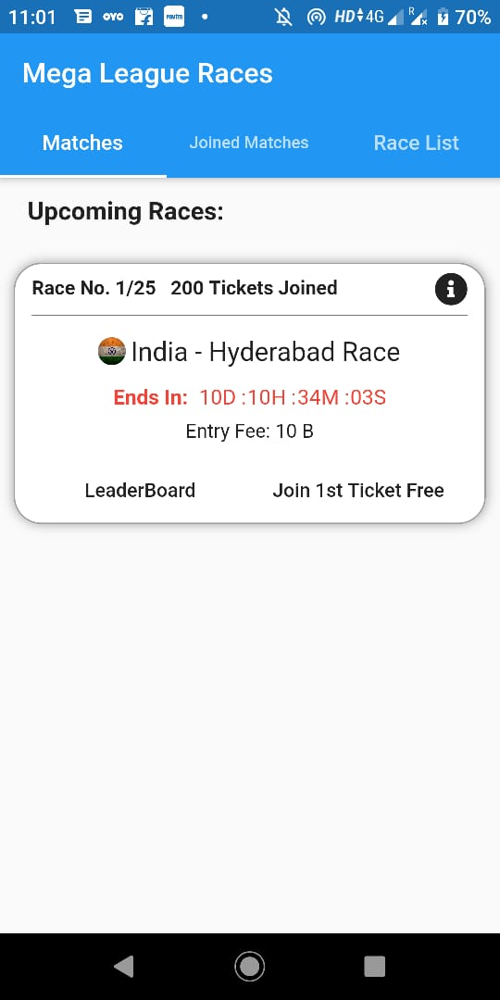 11:01 OYO Paytm HD 4G R 70%
Mega League Races
Matches Joined Matches Race List
Upcoming Races:
Race No. 1/25 200 Tickets Joined
India - Hyderabad Race
Ends In: 10D :10H :34M :03S
Entry Fee: 10 B
LeaderBoard Join 1st Ticket Free